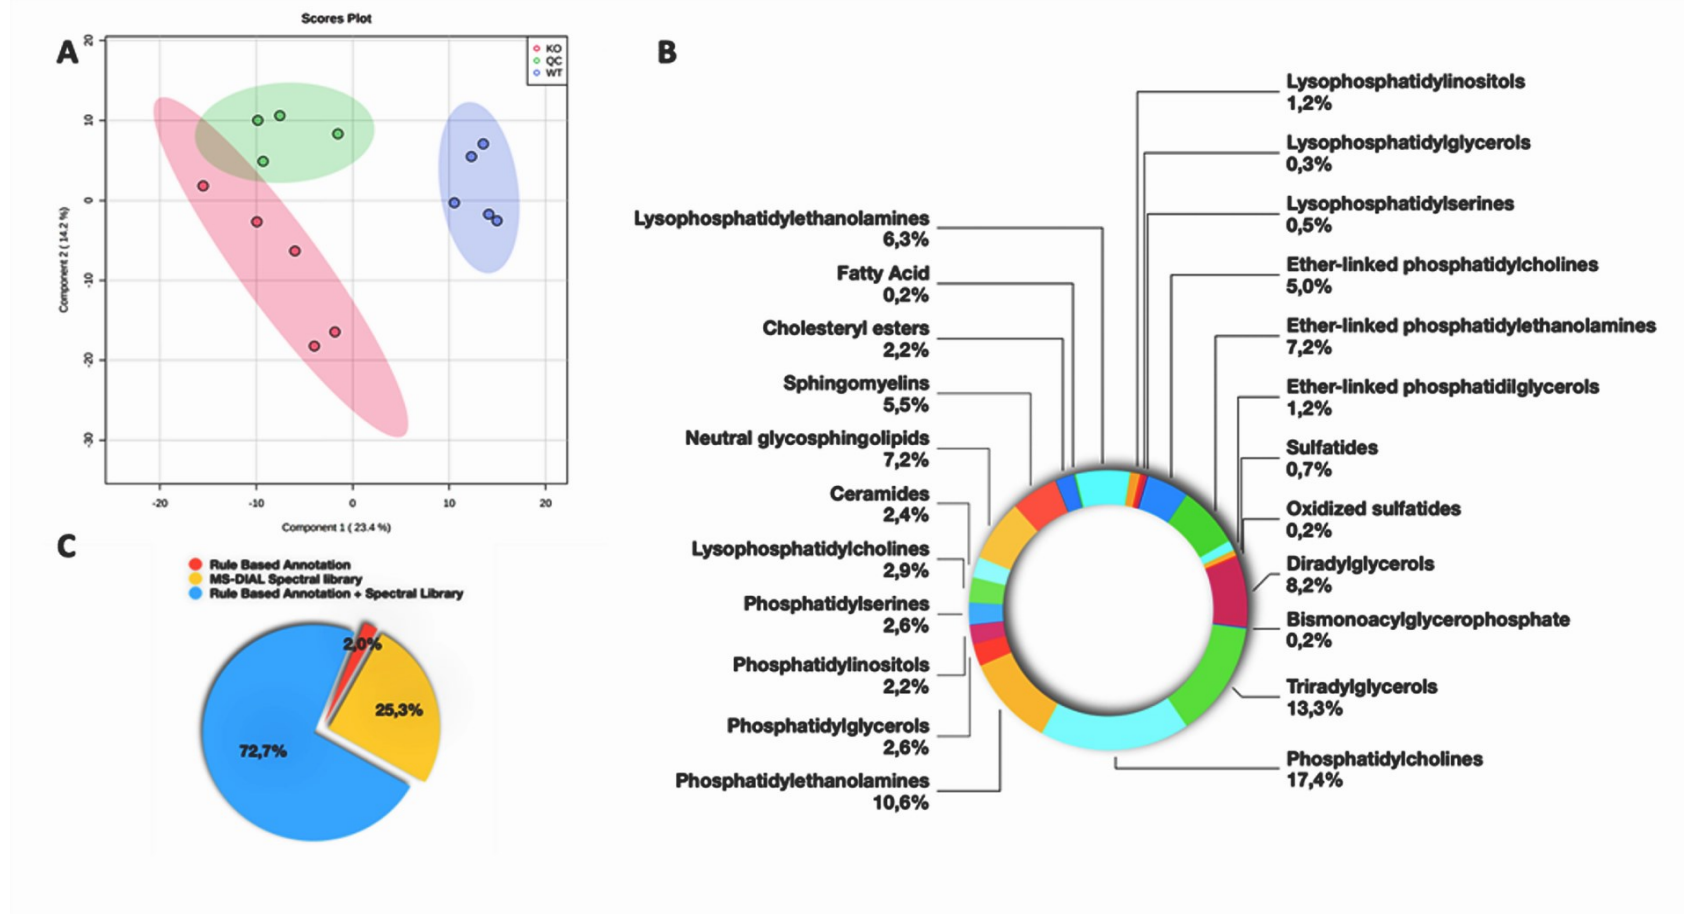 A
Scores Plot
KO
QC
WT
20
10
0
-10
-20
-30
Component 2 ( 14.2 %)
-20
-10
0
10
20
Component 1 ( 23.4 %)
B
Lysophosphatidylethanolamines
6,3%
Fatty Acid
0,2%
Cholesteryl esters
2,2%
Sphingomyelins
5,5%
Neutral glycosphingolipids
7,2%
Ceramides
2,4%
Lysophosphatidylcholines
2,9%
Phosphatidylserines
2,6%
Phosphatidylinositols
2,2%
Phosphatidylglycerols
2,6%
Phosphatidylethanolamines
10,6%
Lysophosphatidylinositols
1,2%
Lysophosphatidylglycerols
0,3%
Lysophosphatidylserines
0,5%
Ether-linked phosphatidylcholines
5,0%
Ether-linked phosphatidylethanolamines
7,2%
Ether-linked phosphatidilglycerols
1,2%
Sulfatides
0,7%
Oxidized sulfatides
0,2%
Diradylglycerols
8,2%
Bismonoacylglycerophosphate
0,2%
Triradylglycerols
13,3%
Phosphatidylcholines
17,4%
C
Rule Based Annotation
MS-DIAL Spectral library
Rule Based Annotation + Spectral Library
2,0%
25,3%
72,7%